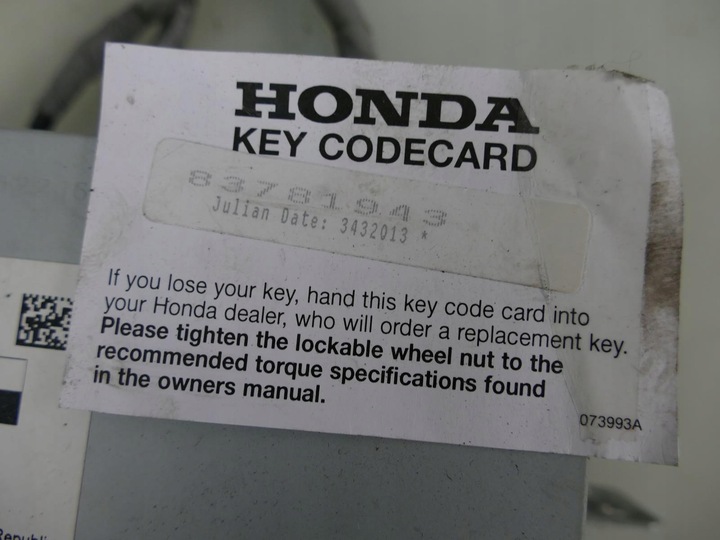 HONDA
KEY CODECARD
83781943
Julian Date: 3432013 *
If you lose your key, hand this key code card into
your Honda dealer, who will order a replacement key.
Please tighten the lockable wheel nut to the
recommended torque specifications found
in the owners manual.
073993A